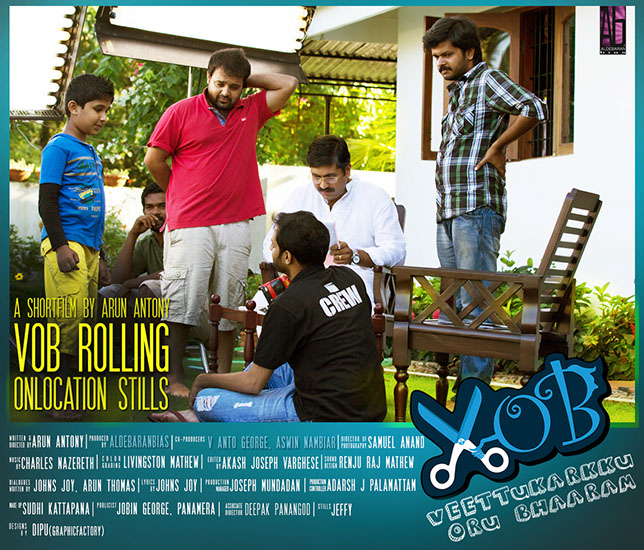 ALDEBARAN
CREW
A SHORTFILM BY ARUN ANTONY
VOB ROLLING
ONLOCATION STILLS
VOB
VEETTUKARKKU
ORU BHAARAM
WRITTEN & DIRECTED BY ARUN ANTONY | PRODUCED BY ALDEBARANBIAS | CO-PRODUCERS V ANTO GEORGE, ASWIN NAMBIAR | DIRECTOR OF PHOTOGRAPHY SAMUEL ANAND
MUSIC BY CHARLES NAZERETH | COLOR GRADING LIVINGSTON MATHEW | EDITED BY AKASH JOSEPH VARGHESE | SOUND DESIGN RENJU RAJ MATHEW
DIALOGUES WRITTEN BY JOHNS JOY, ARUN THOMAS | LYRICS BY JOHNS JOY | PRODUCTION MANAGER JOSEPH MUNDADAN | PRODUCTION CONTROLLER ADARSH J PALAMATTAM
MAKEUP SUDHI KATTAPANA | PUBLICIST JOBIN GEORGE, PANAMERA | ASSOCIATE DIRECTOR DEEPAK PANANGOD | STILLS JEFFY
DESIGNS BY DIPU(GRAPHICFACTORY)